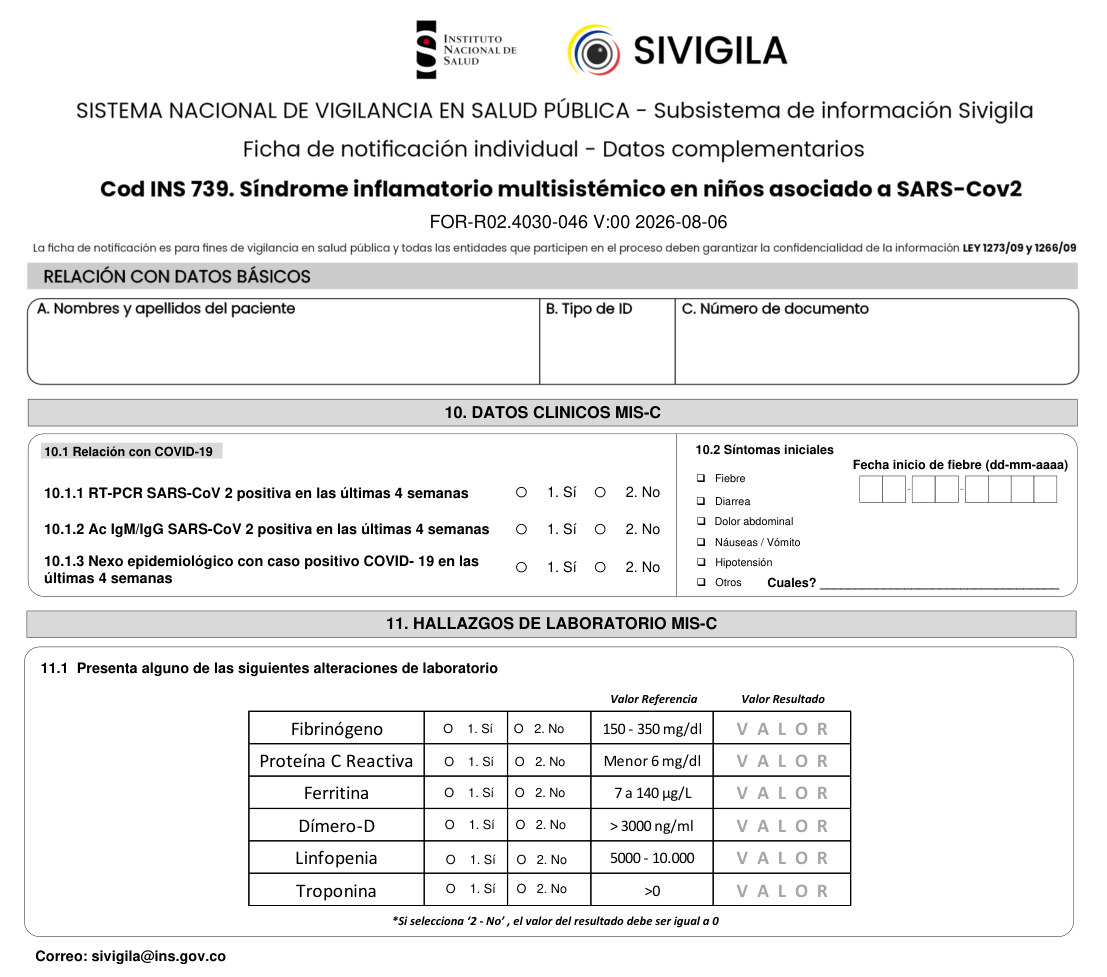 INSTITUTO
NACIONAL DE
SALUD
SIVIGILA
SISTEMA NACIONAL DE VIGILANCIA EN SALUD PÚBLICA - Subsistema de información Sivigila
Ficha de notificación individual - Datos complementarios
Cod INS 739. Síndrome inflamatorio multisistémico en niños asociado a SARS-Cov2
FOR-R02.4030-046 V:00 2026-08-06
La ficha de notificación es para fines de vigilancia en salud pública y todas las entidades que participen en el proceso deben garantizar la confidencialidad de la información LEY 1273/09 y 1266/09
RELACIÓN CON DATOS BÁSICOS
A. Nombres y apellidos del paciente B. Tipo de ID C. Número de documento
10. DATOS CLINICOS MIS-C
10.1 Relación con COVID-19
10.1.1 RT-PCR SARS-CoV 2 positiva en las últimas 4 semanas 1. Sí 2. No
10.1.2 Ac IgM/IgG SARS-CoV 2 positiva en las últimas 4 semanas 1. Sí 2. No
10.1.3 Nexo epidemiológico con caso positivo COVID- 19 en las
últimas 4 semanas 1. Sí 2. No
10.2 Síntomas iniciales
Fecha inicio de fiebre (dd-mm-aaaa)
Fiebre
Diarrea
Dolor abdominal
Náuseas / Vómito
Hipotensión
Otros Cuales? __________________________________
11. HALLAZGOS DE LABORATORIO MIS-C
11.1 Presenta alguno de las siguientes alteraciones de laboratorio
Valor Referencia Valor Resultado
Fibrinógeno 1. Sí 2. No 150 - 350 mg/dl V A L O R
Proteína C Reactiva 1. Sí 2. No Menor 6 mg/dl V A L O R
Ferritina 1. Sí 2. No 7 a 140 µg/L V A L O R
Dímero-D 1. Sí 2. No > 3000 ng/ml V A L O R
Linfopenia 1. Sí 2. No 5000 - 10.000 V A L O R
Troponina 1. Sí 2. No >0 V A L O R
*Si selecciona ‘2 - No’ , el valor del resultado debe ser igual a 0
Correo: sivigila@ins.gov.co